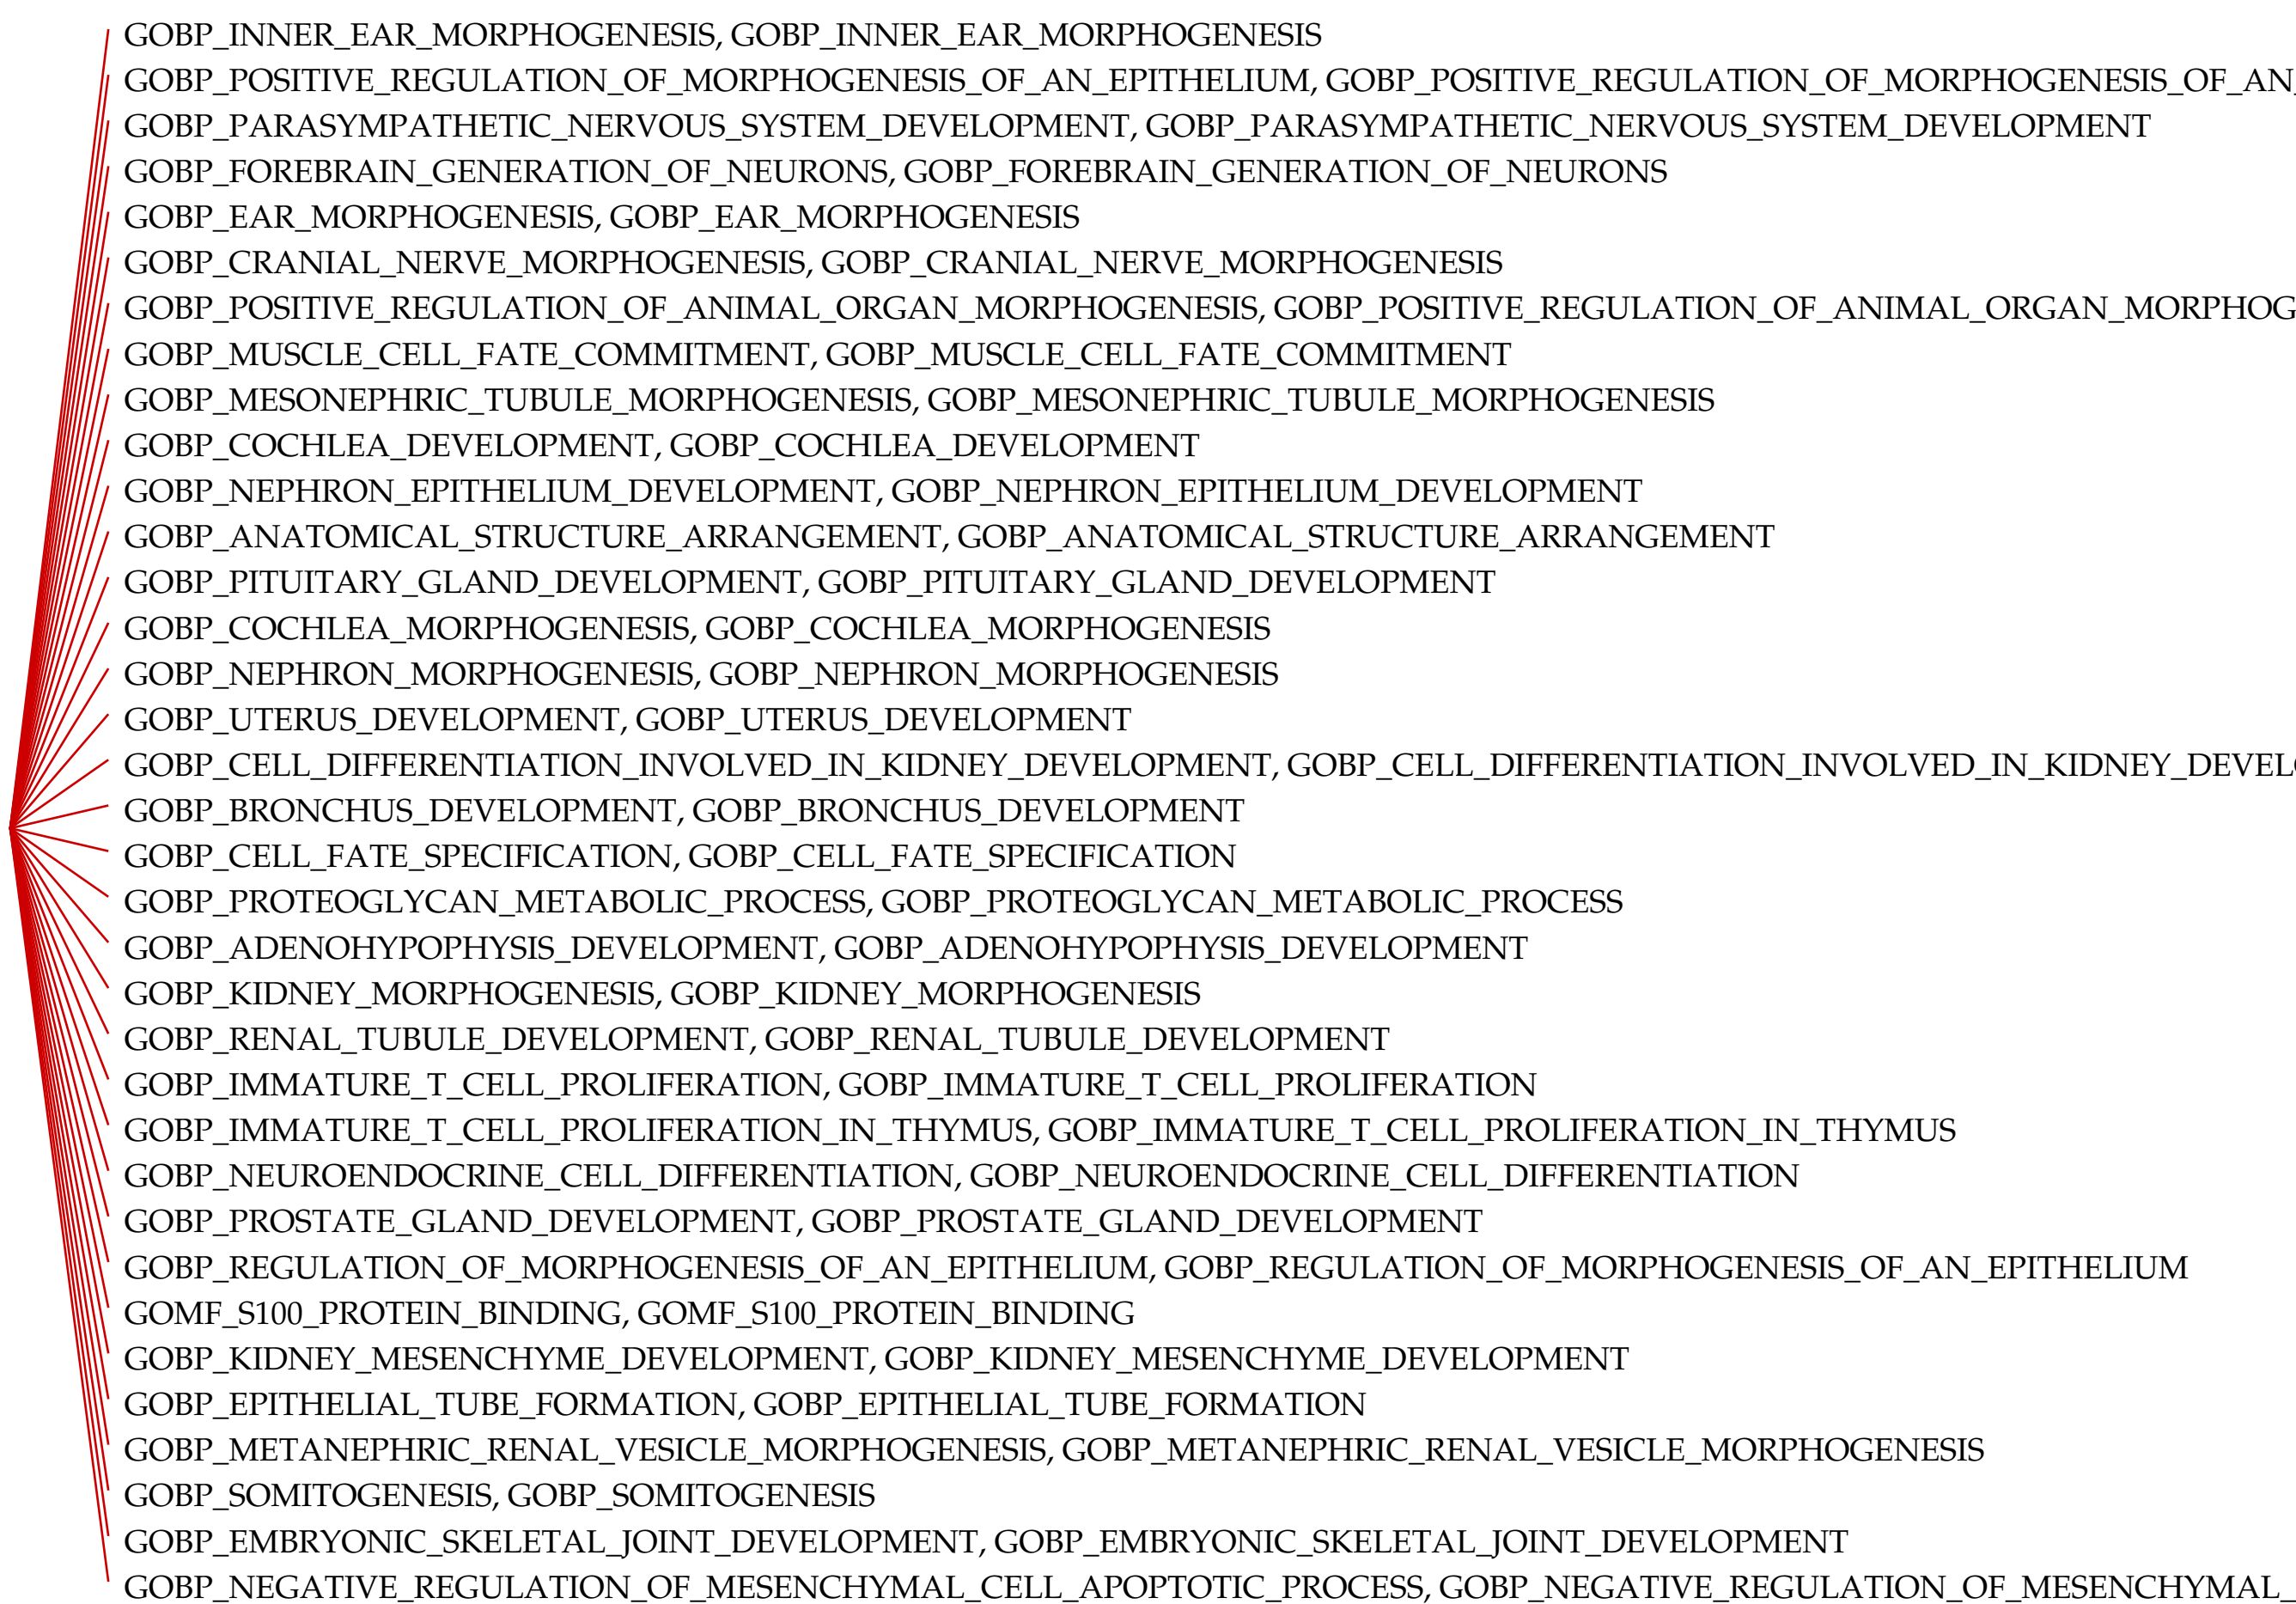 GOBP_INNER_EAR_MORPHOGENESIS, GOBP_INNER_EAR_MORPHOGENESIS
GOBP_POSITIVE_REGULATION_OF_MORPHOGENESIS_OF_AN_EPITHELIUM, GOBP_POSITIVE_REGULATION_OF_MORPHOGENESIS_OF_AN_
GOBP_PARASYMPATHETIC_NERVOUS_SYSTEM_DEVELOPMENT, GOBP_PARASYMPATHETIC_NERVOUS_SYSTEM_DEVELOPMENT
GOBP_FOREBRAIN_GENERATION_OF_NEURONS, GOBP_FOREBRAIN_GENERATION_OF_NEURONS
GOBP_EAR_MORPHOGENESIS, GOBP_EAR_MORPHOGENESIS
GOBP_CRANIAL_NERVE_MORPHOGENESIS, GOBP_CRANIAL_NERVE_MORPHOGENESIS
GOBP_POSITIVE_REGULATION_OF_ANIMAL_ORGAN_MORPHOGENESIS, GOBP_POSITIVE_REGULATION_OF_ANIMAL_ORGAN_MORPHOG
GOBP_MUSCLE_CELL_FATE_COMMITMENT, GOBP_MUSCLE_CELL_FATE_COMMITMENT
GOBP_MESONEPHRIC_TUBULE_MORPHOGENESIS, GOBP_MESONEPHRIC_TUBULE_MORPHOGENESIS
GOBP_COCHLEA_DEVELOPMENT, GOBP_COCHLEA_DEVELOPMENT
GOBP_NEPHRON_EPITHELIUM_DEVELOPMENT, GOBP_NEPHRON_EPITHELIUM_DEVELOPMENT
GOBP_ANATOMICAL_STRUCTURE_ARRANGEMENT, GOBP_ANATOMICAL_STRUCTURE_ARRANGEMENT
GOBP_PITUITARY_GLAND_DEVELOPMENT, GOBP_PITUITARY_GLAND_DEVELOPMENT
GOBP_COCHLEA_MORPHOGENESIS, GOBP_COCHLEA_MORPHOGENESIS
GOBP_NEPHRON_MORPHOGENESIS, GOBP_NEPHRON_MORPHOGENESIS
GOBP_UTERUS_DEVELOPMENT, GOBP_UTERUS_DEVELOPMENT
GOBP_CELL_DIFFERENTIATION_INVOLVED_IN_KIDNEY_DEVELOPMENT, GOBP_CELL_DIFFERENTIATION_INVOLVED_IN_KIDNEY_DEVELO
GOBP_BRONCHUS_DEVELOPMENT, GOBP_BRONCHUS_DEVELOPMENT
GOBP_CELL_FATE_SPECIFICATION, GOBP_CELL_FATE_SPECIFICATION
GOBP_PROTEOGLYCAN_METABOLIC_PROCESS, GOBP_PROTEOGLYCAN_METABOLIC_PROCESS
GOBP_ADENOHYPOPHYSIS_DEVELOPMENT, GOBP_ADENOHYPOPHYSIS_DEVELOPMENT
GOBP_KIDNEY_MORPHOGENESIS, GOBP_KIDNEY_MORPHOGENESIS
GOBP_RENAL_TUBULE_DEVELOPMENT, GOBP_RENAL_TUBULE_DEVELOPMENT
GOBP_IMMATURE_T_CELL_PROLIFERATION, GOBP_IMMATURE_T_CELL_PROLIFERATION
GOBP_IMMATURE_T_CELL_PROLIFERATION_IN_THYMUS, GOBP_IMMATURE_T_CELL_PROLIFERATION_IN_THYMUS
GOBP_NEUROENDOCRINE_CELL_DIFFERENTIATION, GOBP_NEUROENDOCRINE_CELL_DIFFERENTIATION
GOBP_PROSTATE_GLAND_DEVELOPMENT, GOBP_PROSTATE_GLAND_DEVELOPMENT
GOBP_REGULATION_OF_MORPHOGENESIS_OF_AN_EPITHELIUM, GOBP_REGULATION_OF_MORPHOGENESIS_OF_AN_EPITHELIUM
GOMF_S100_PROTEIN_BINDING, GOMF_S100_PROTEIN_BINDING
GOBP_KIDNEY_MESENCHYME_DEVELOPMENT, GOBP_KIDNEY_MESENCHYME_DEVELOPMENT
GOBP_EPITHELIAL_TUBE_FORMATION, GOBP_EPITHELIAL_TUBE_FORMATION
GOBP_METANEPHRIC_RENAL_VESICLE_MORPHOGENESIS, GOBP_METANEPHRIC_RENAL_VESICLE_MORPHOGENESIS
GOBP_SOMITOGENESIS, GOBP_SOMITOGENESIS
GOBP_EMBRYONIC_SKELETAL_JOINT_DEVELOPMENT, GOBP_EMBRYONIC_SKELETAL_JOINT_DEVELOPMENT
GOBP_NEGATIVE_REGULATION_OF_MESENCHYMAL_CELL_APOPTOTIC_PROCESS, GOBP_NEGATIVE_REGULATION_OF_MESENCHYMAL_